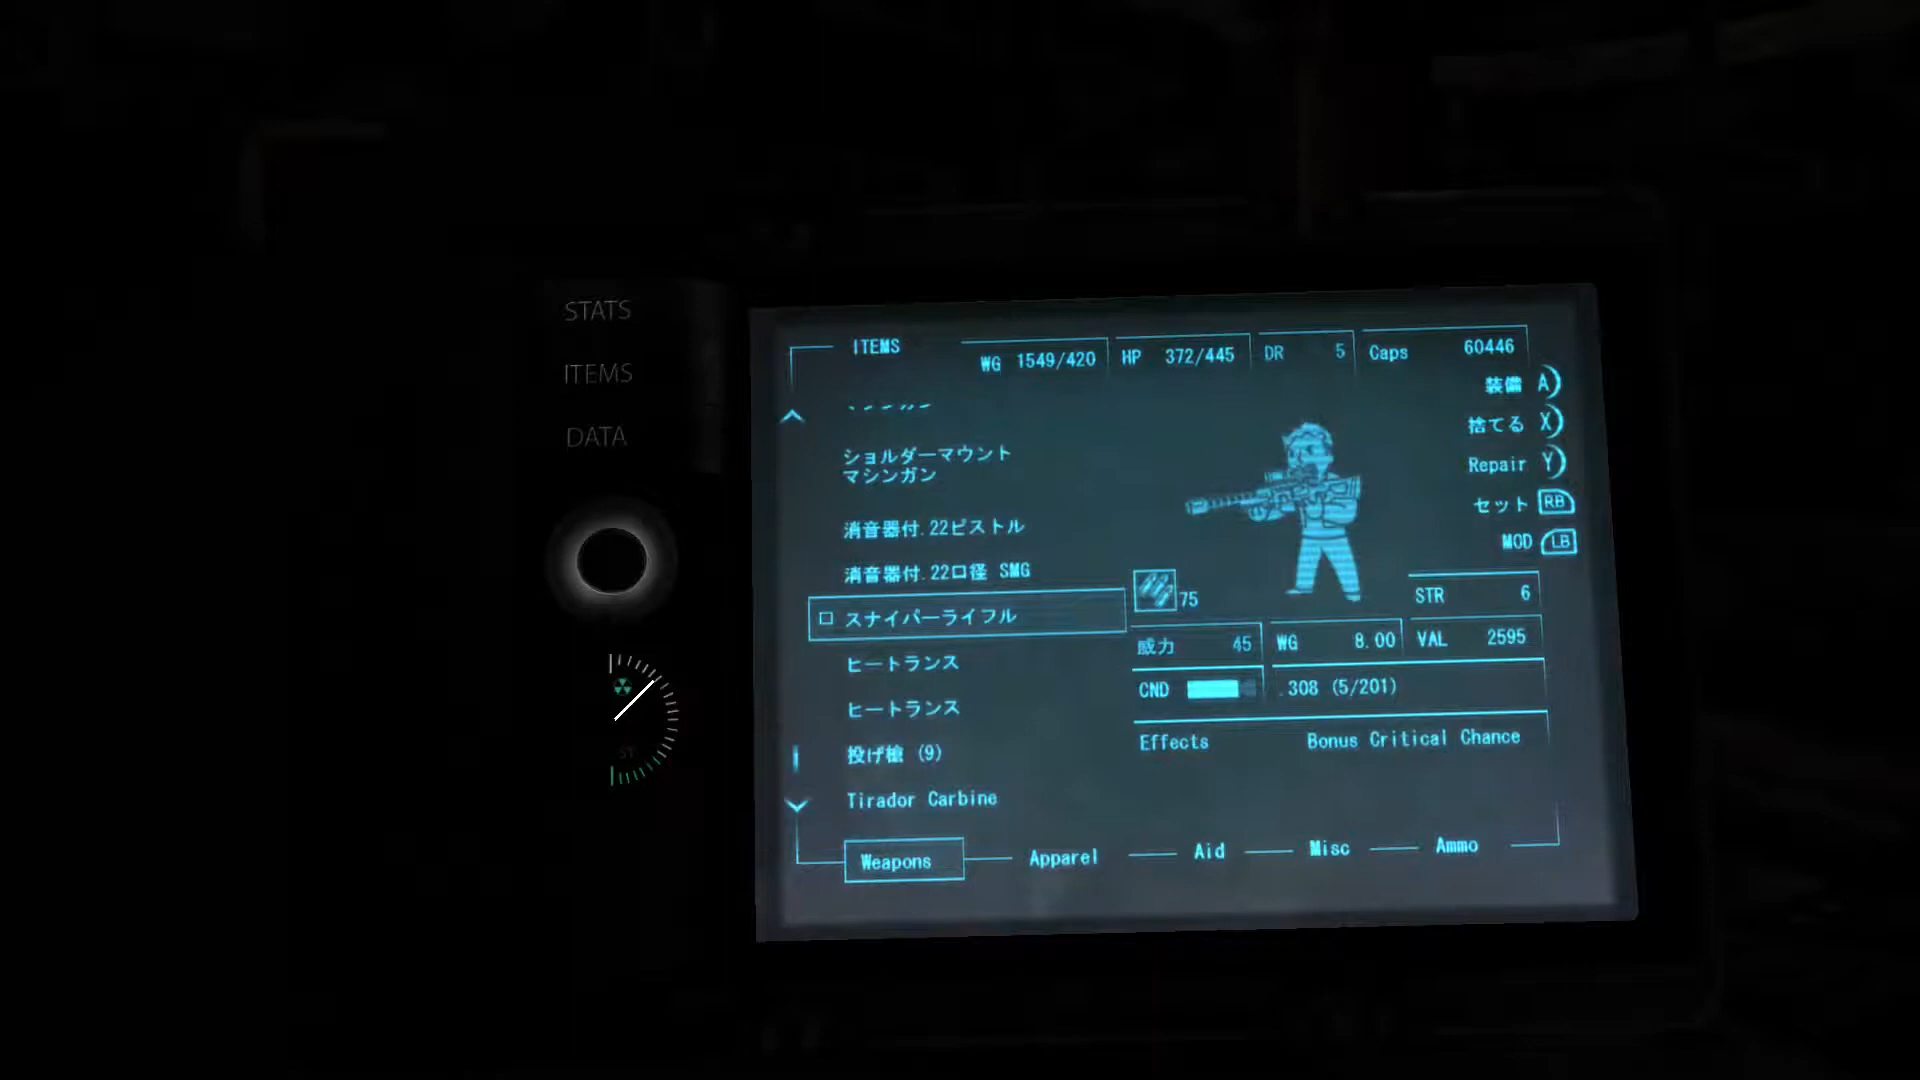 STATS
ITEMS
DATA
ITEMS
WG 1549/420
HP 372/445
DR 5
Caps 60446
装備 A)
捨てる X)
Repair Y)
セット RB
MOD LB
ショルダーマウント
マシンガン
消音器付.22ピストル
消音器付.22口径 SMG
スナイパーライフル
ヒートランス
ヒートランス
投げ槍 (9)
Tirador Carbine
75
STR 6
威力 45
WG 8.00
VAL 2595
CND
.308 (5/201)
Effects Bonus Critical Chance
Weapons
Apparel
Aid
Misc
Ammo